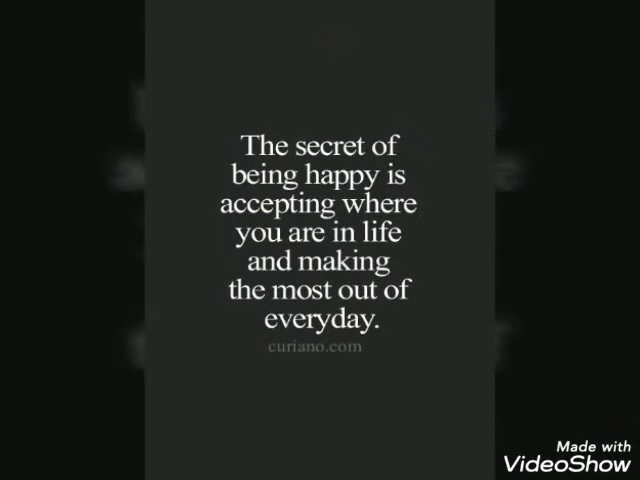 The secret of
being happy is
accepting where
you are in life
and making
the most out of
everyday.
curiano.com
Made with
VideoShow